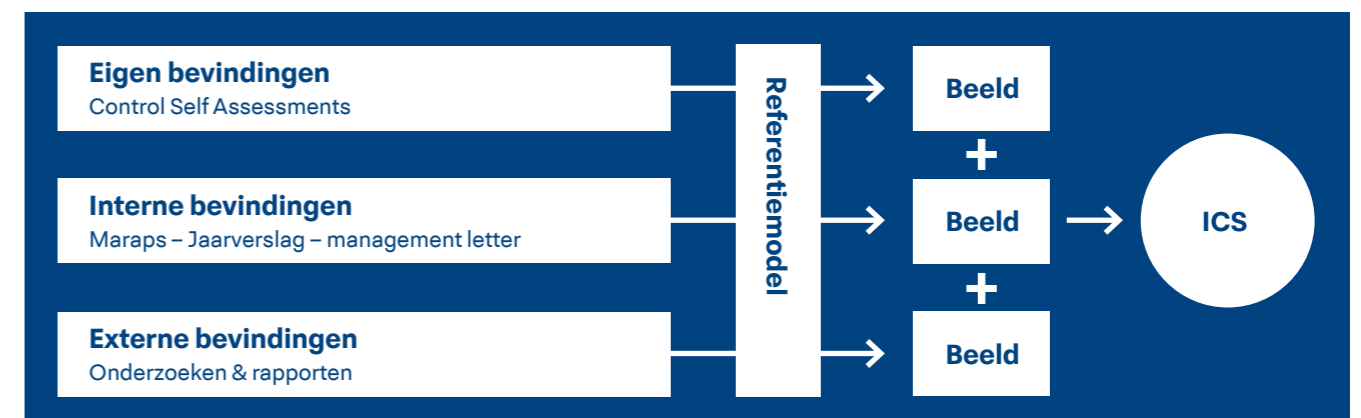 Eigen bevindingen
Control Self Assessments
Interne bevindingen
Maraps – Jaarverslag – management letter
Externe bevindingen
Onderzoeken & rapporten
Referentiemodel
Beeld
+
Beeld
+
Beeld
ICS